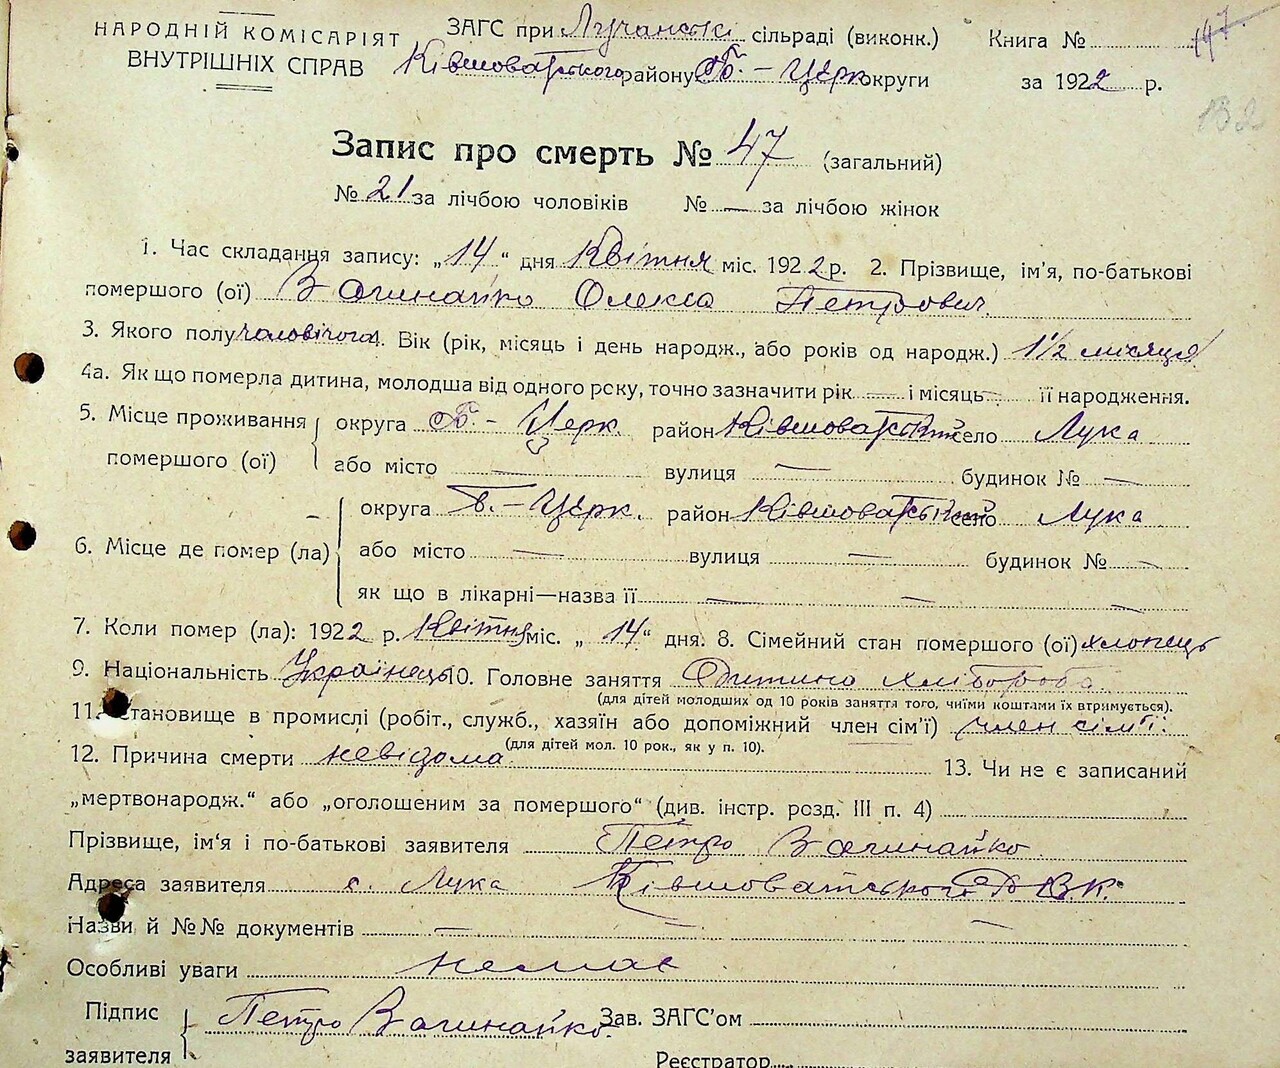 НАРОДНІЙ КОМІСАРІЯТ
ВНУТРІШНІХ СПРАВ
ЗАГС при Лучанські сільраді (виконк.)
Ківшоватського району Б.-Церк округи
Книга №
за 1922 р.
147
132
Запис про смерть № 47 (загальний)
№ 21 за лічбою чоловіків № — за лічбою жінок
1. Час складання запису: „14“ дня Квітня міс. 1922 р. 2. Прізвище, ім'я, по-батькові
помершого (ої) Вачинайко Олекса Петрович
3. Якого полу чоловічого 4. Вік (рік, місяць і день народж., або років од народж.) 1½ місяця
4а. Як що померла дитина, молодша від одного року, точно зазначити рік — і місяць — її народження.
5. Місце проживання помершого (ої) округа Б.-Церк район Ківшоватський село Лука
або місто — вулиця — будинок № —
6. Місце де помер (ла) округа Б.-Церк. район Ківшоватський село Лука
або місто — вулиця — будинок № —
як що в лікарні—назва її — — —
7. Коли помер (ла): 1922 р. Квітня міс. „14“ дня. 8. Сімейний стан помершого (ої) хлопець
9. Національність Українець 10. Головне заняття Дитина хлібороба
(для дітей молодших од 10 років заняття того, чиїми коштами їх втримується).
11. Становище в промислі (робіт., служб., хазяїн або допоміжний член сім'ї) член сім'ї
(для дітей мол. 10 рок., як у п. 10).
12. Причина смерти невідома 13. Чи не є записаний
„мертвонародж.“ або „оголошеним за помершого“ (див. інстр. розд. III п. 4)
Прізвище, ім'я і по-батькові заявителя Петро Вачинайко
Адреса заявителя с. Лука Ківшоватського Р.В.К.
Назви й №№ документів — — —
Особливі уваги немає
Підпис заявителя Петро Вачинайко Зав. ЗАГС'ом
Реєстратор